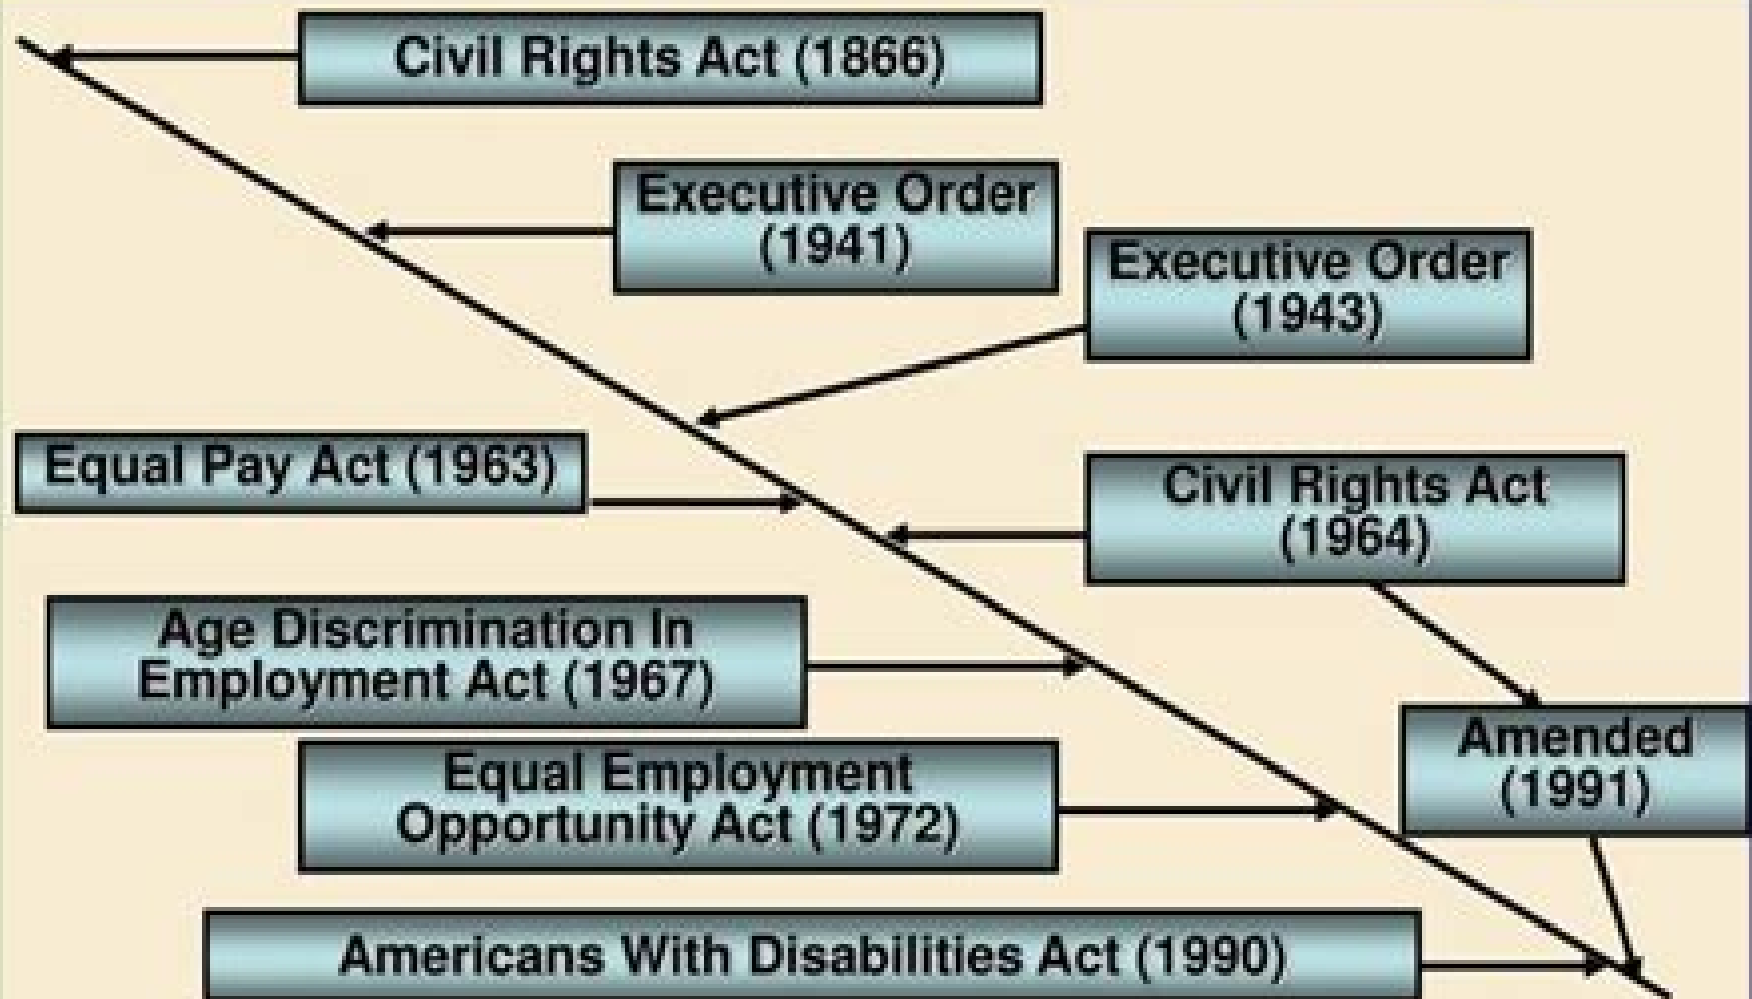 Civil Rights Act (1866)
Executive Order
(1941)
Executive Order
(1943)
Equal Pay Act (1963)
Civil Rights Act
(1964)
Age Discrimination In
Employment Act (1967)
Amended
(1991)
Equal Employment
Opportunity Act (1972)
Americans With Disabilities Act (1990)